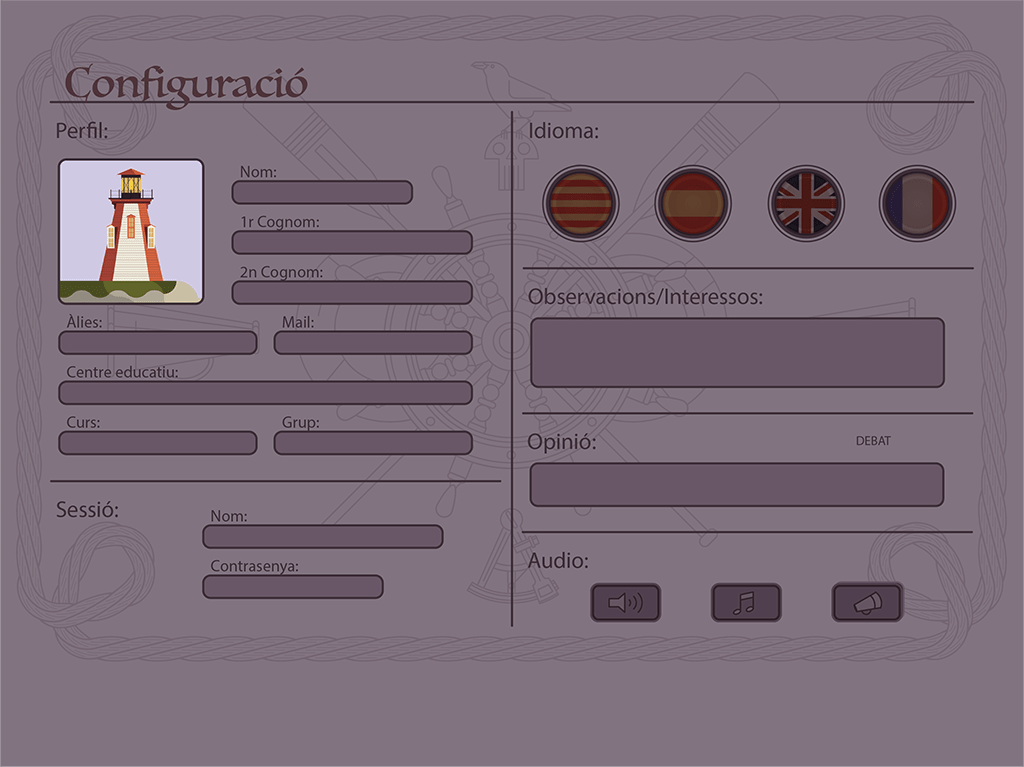 Configuració
Perfil:
Nom:
1r Cognom:
2n Cognom:
Àlies:
Mail:
Centre educatiu:
Curs:
Grup:
Sessió:
Nom:
Contrasenya:
Idioma:
Observacions/Interessos:
Opinió:
DEBAT
Audio: